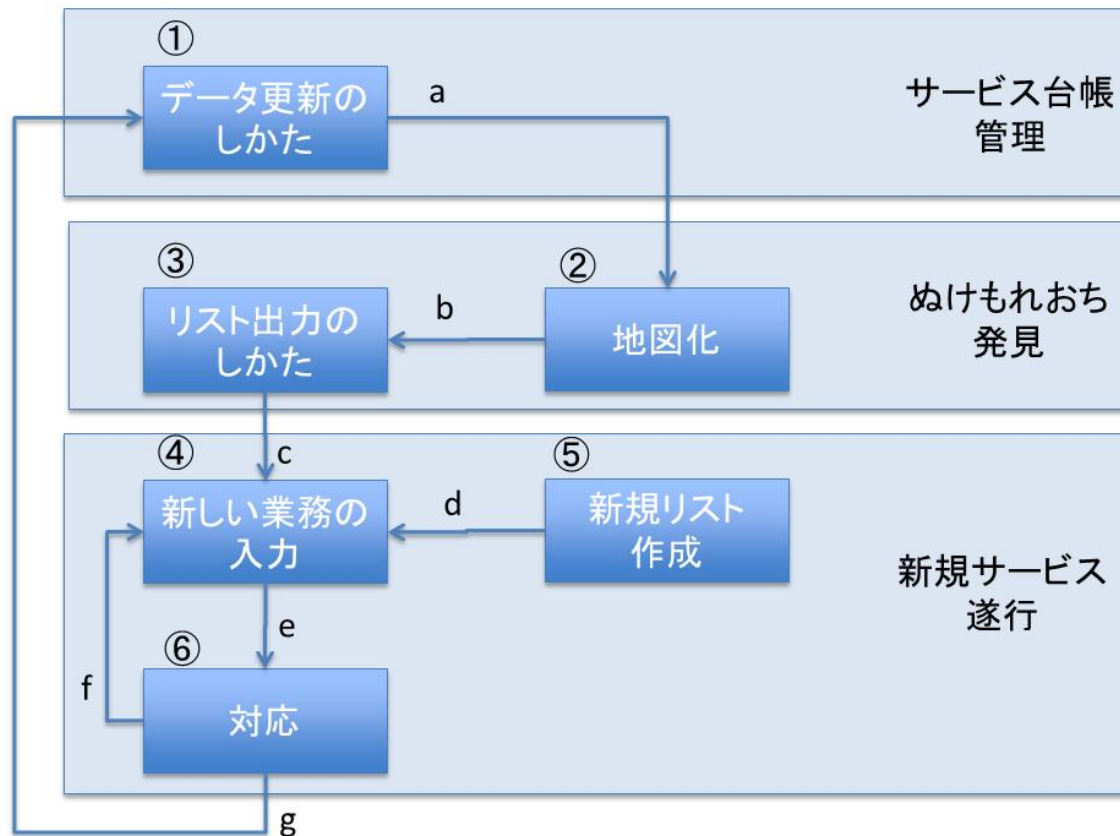 ①
データ更新の
しかた
a
サービス台帳
管理
③
リスト出力の
しかた
b
②
地図化
ぬけもれおち
発見
c
④
新しい業務の
入力
d
⑤
新規リスト
作成
新規サービス
遂行
e
⑥
対応
f
g